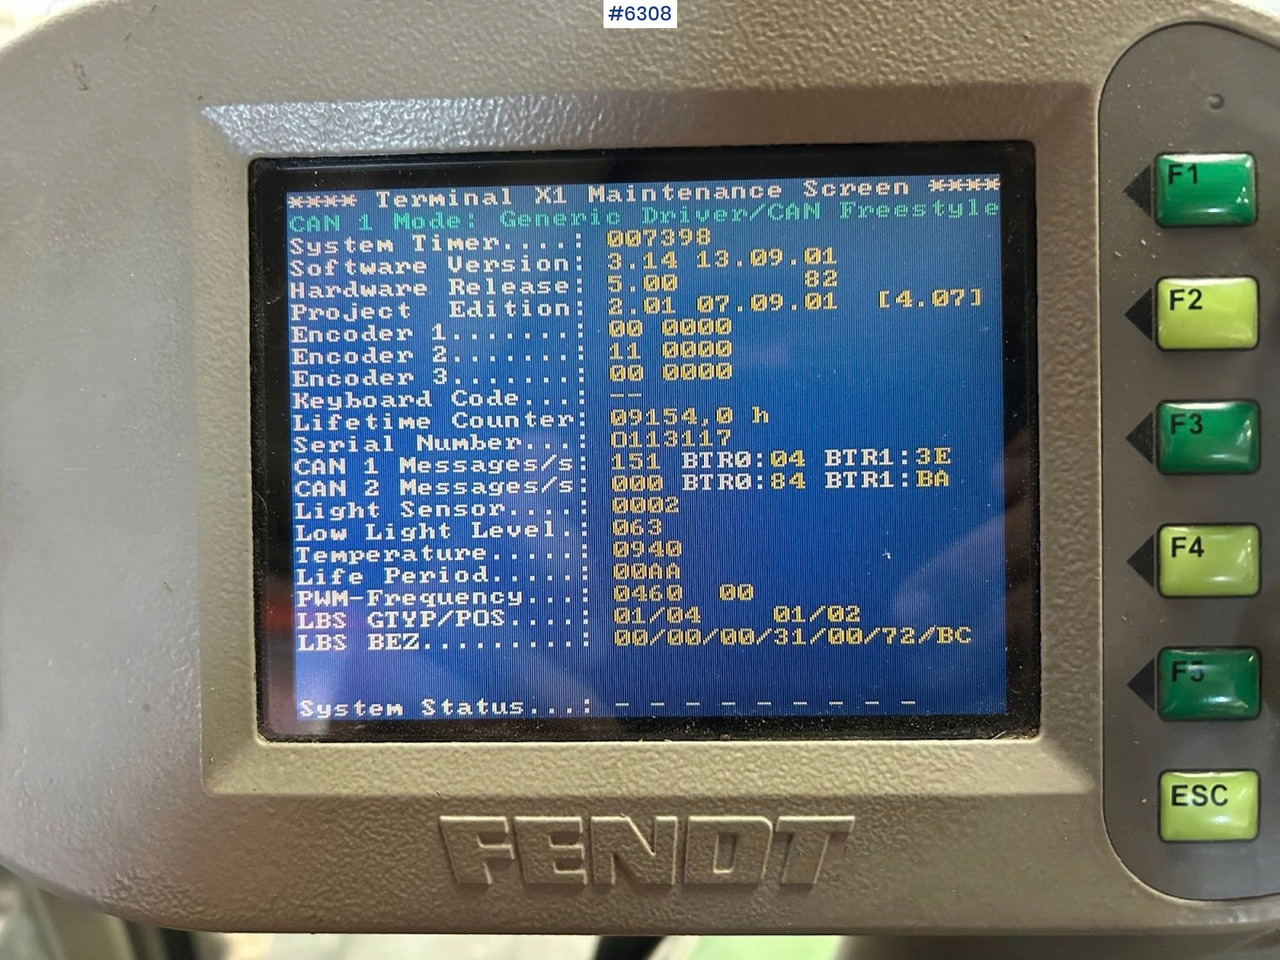 #6308
**** Terminal X1 Maintenance Screen ****
CAN 1 Mode: Generic Driver/CAN Freestyle
System Timer....: 007398
Software Version: 3.14 13.09.01
Hardware Release: 5.00 82
Project Edition: 2.01 07.09.01 [4.07]
Encoder 1.......: 00 0000
Encoder 2.......: 11 0000
Encoder 3.......: 00 0000
Keyboard Code...: --
Lifetime Counter: 09154,0 h
Serial Number...: 0113117
CAN 1 Messages/s: 151 BTR0:04 BTR1:3E
CAN 2 Messages/s: 000 BTR0:84 BTR1:BA
Light Sensor....: 0002
Low Light Level.: 063
Temperature.....: 0940
Life Period.....: 00AA
PWM-Frequency...: 0460 00
LBS GTYP/POS....: 01/04 01/02
LBS BEZ.........: 00/00/00/31/00/72/BC
System Status...: - - - - - - - - -
F1
F2
F3
F4
F5
ESC
FENDT